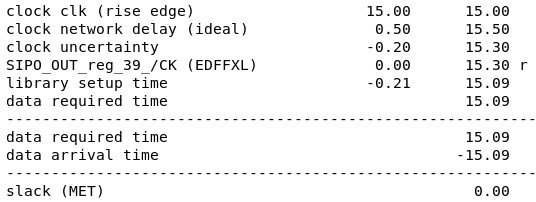 clock clk (rise edge) 15.00 15.00
clock network delay (ideal) 0.50 15.50
clock uncertainty -0.20 15.30
SIPO_OUT_reg_39_/CK (EDFFXL) 0.00 15.30 r
library setup time -0.21 15.09
data required time 15.09
------------------------------------------------------------
data required time 15.09
data arrival time -15.09
------------------------------------------------------------
slack (MET) 0.00